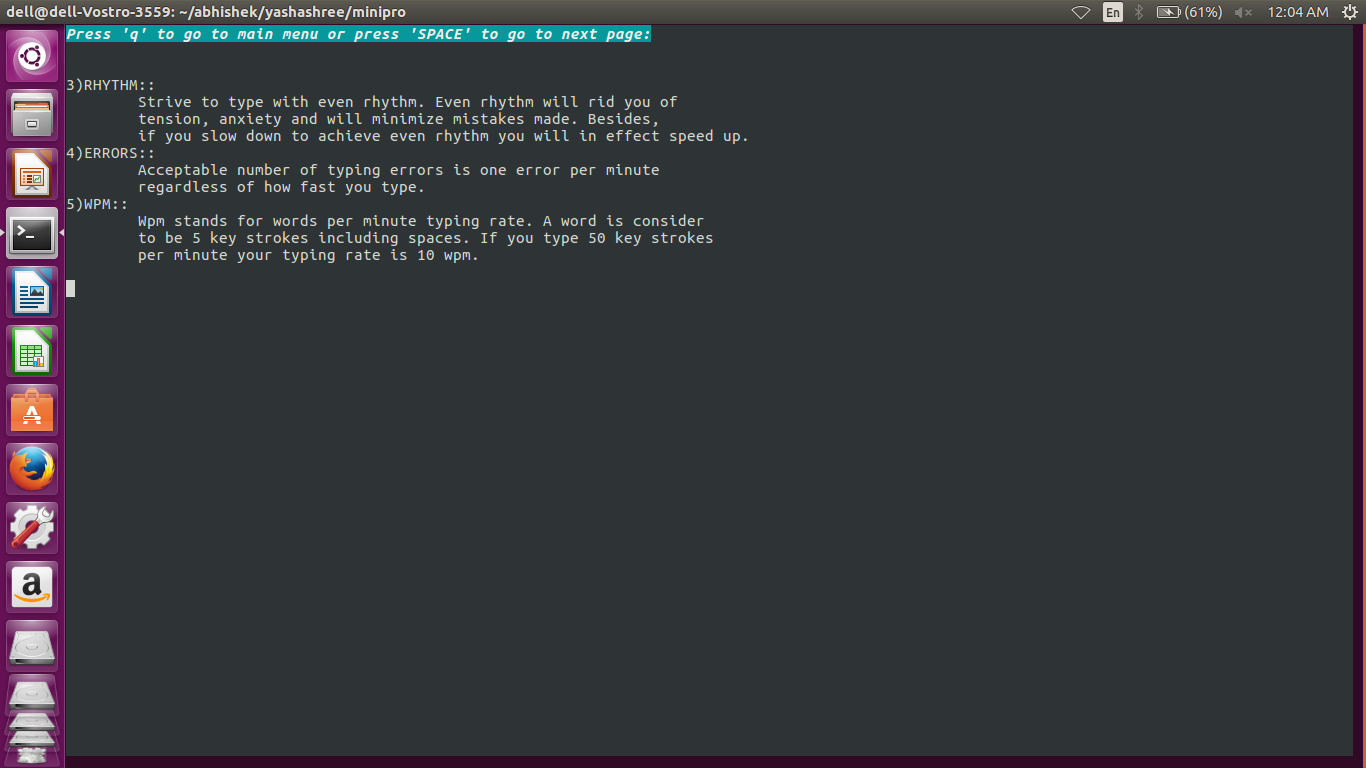 dell@dell-Vostro-3559: ~/abhishek/yashashree/minipro
En
(61%)
12:04 AM
Press 'q' to go to main menu or press 'SPACE' to go to next page:
3)RHYTHM::
Strive to type with even rhythm. Even rhythm will rid you of
tension, anxiety and will minimize mistakes made. Besides,
if you slow down to achieve even rhythm you will in effect speed up.
4)ERRORS::
Acceptable number of typing errors is one error per minute
regardless of how fast you type.
5)WPM::
Wpm stands for words per minute typing rate. A word is consider
to be 5 key strokes including spaces. If you type 50 key strokes
per minute your typing rate is 10 wpm.